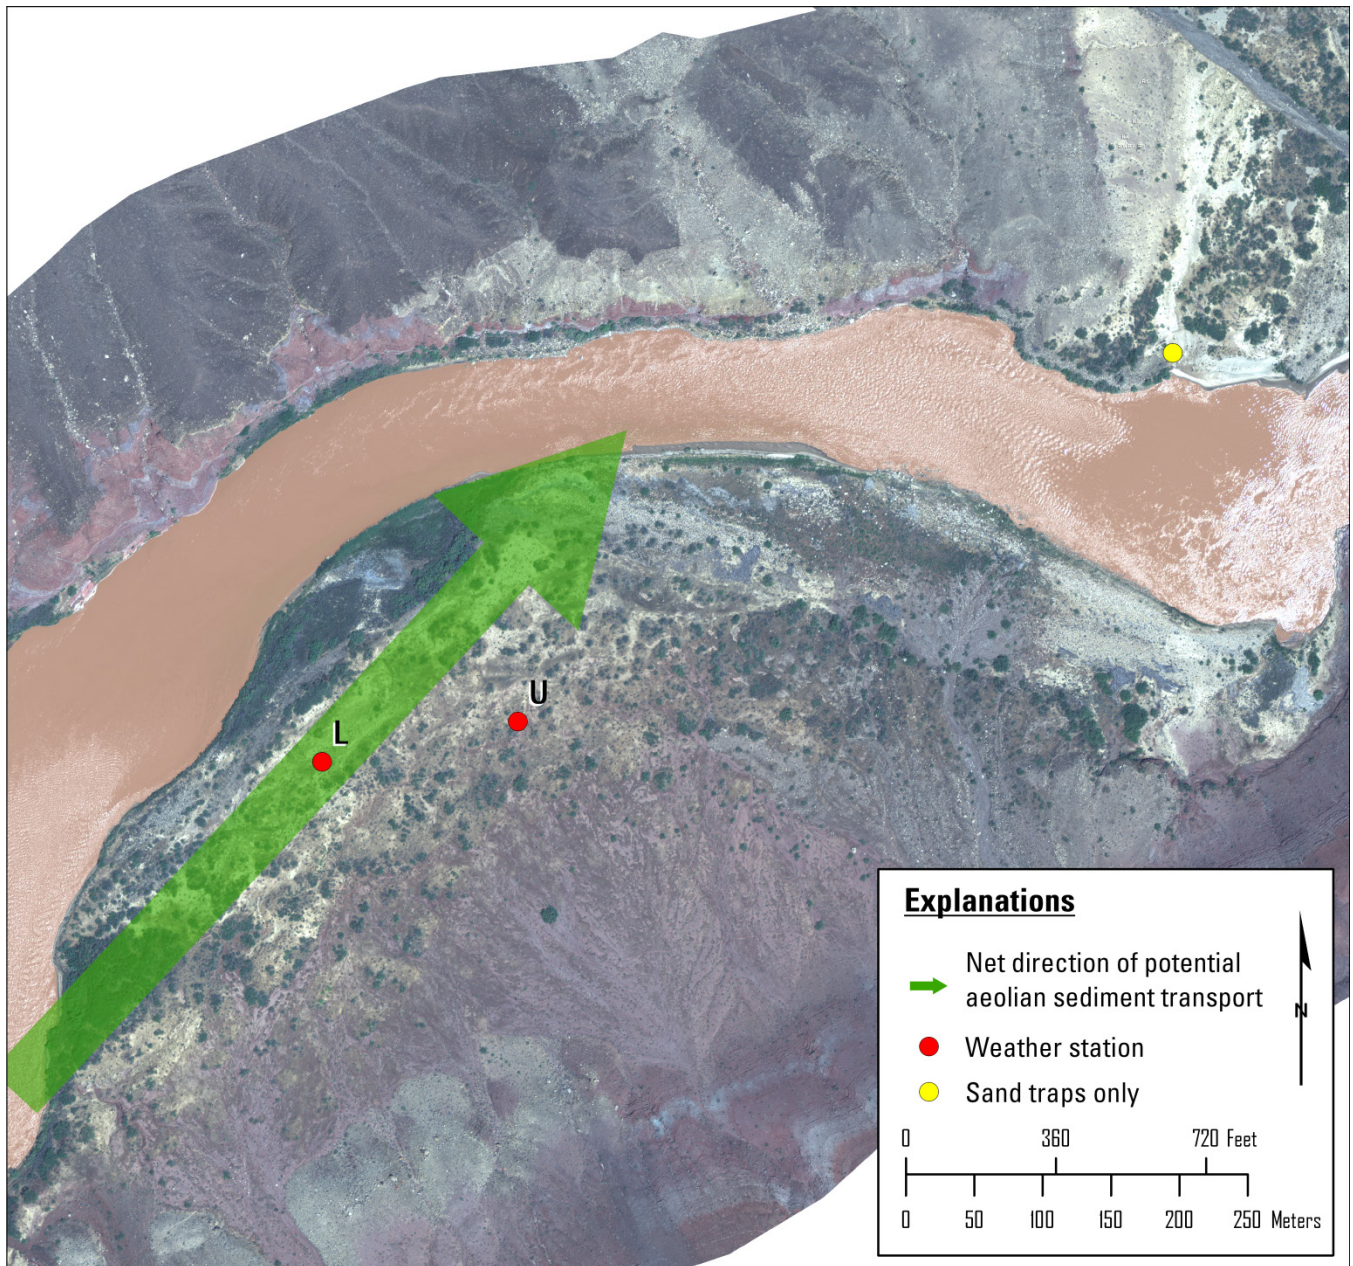 U
L
Explanations
Net direction of potential
aeolian sediment transport
N
Weather station
Sand traps only
0 360 720 Feet
0 50 100 150 200 250 Meters